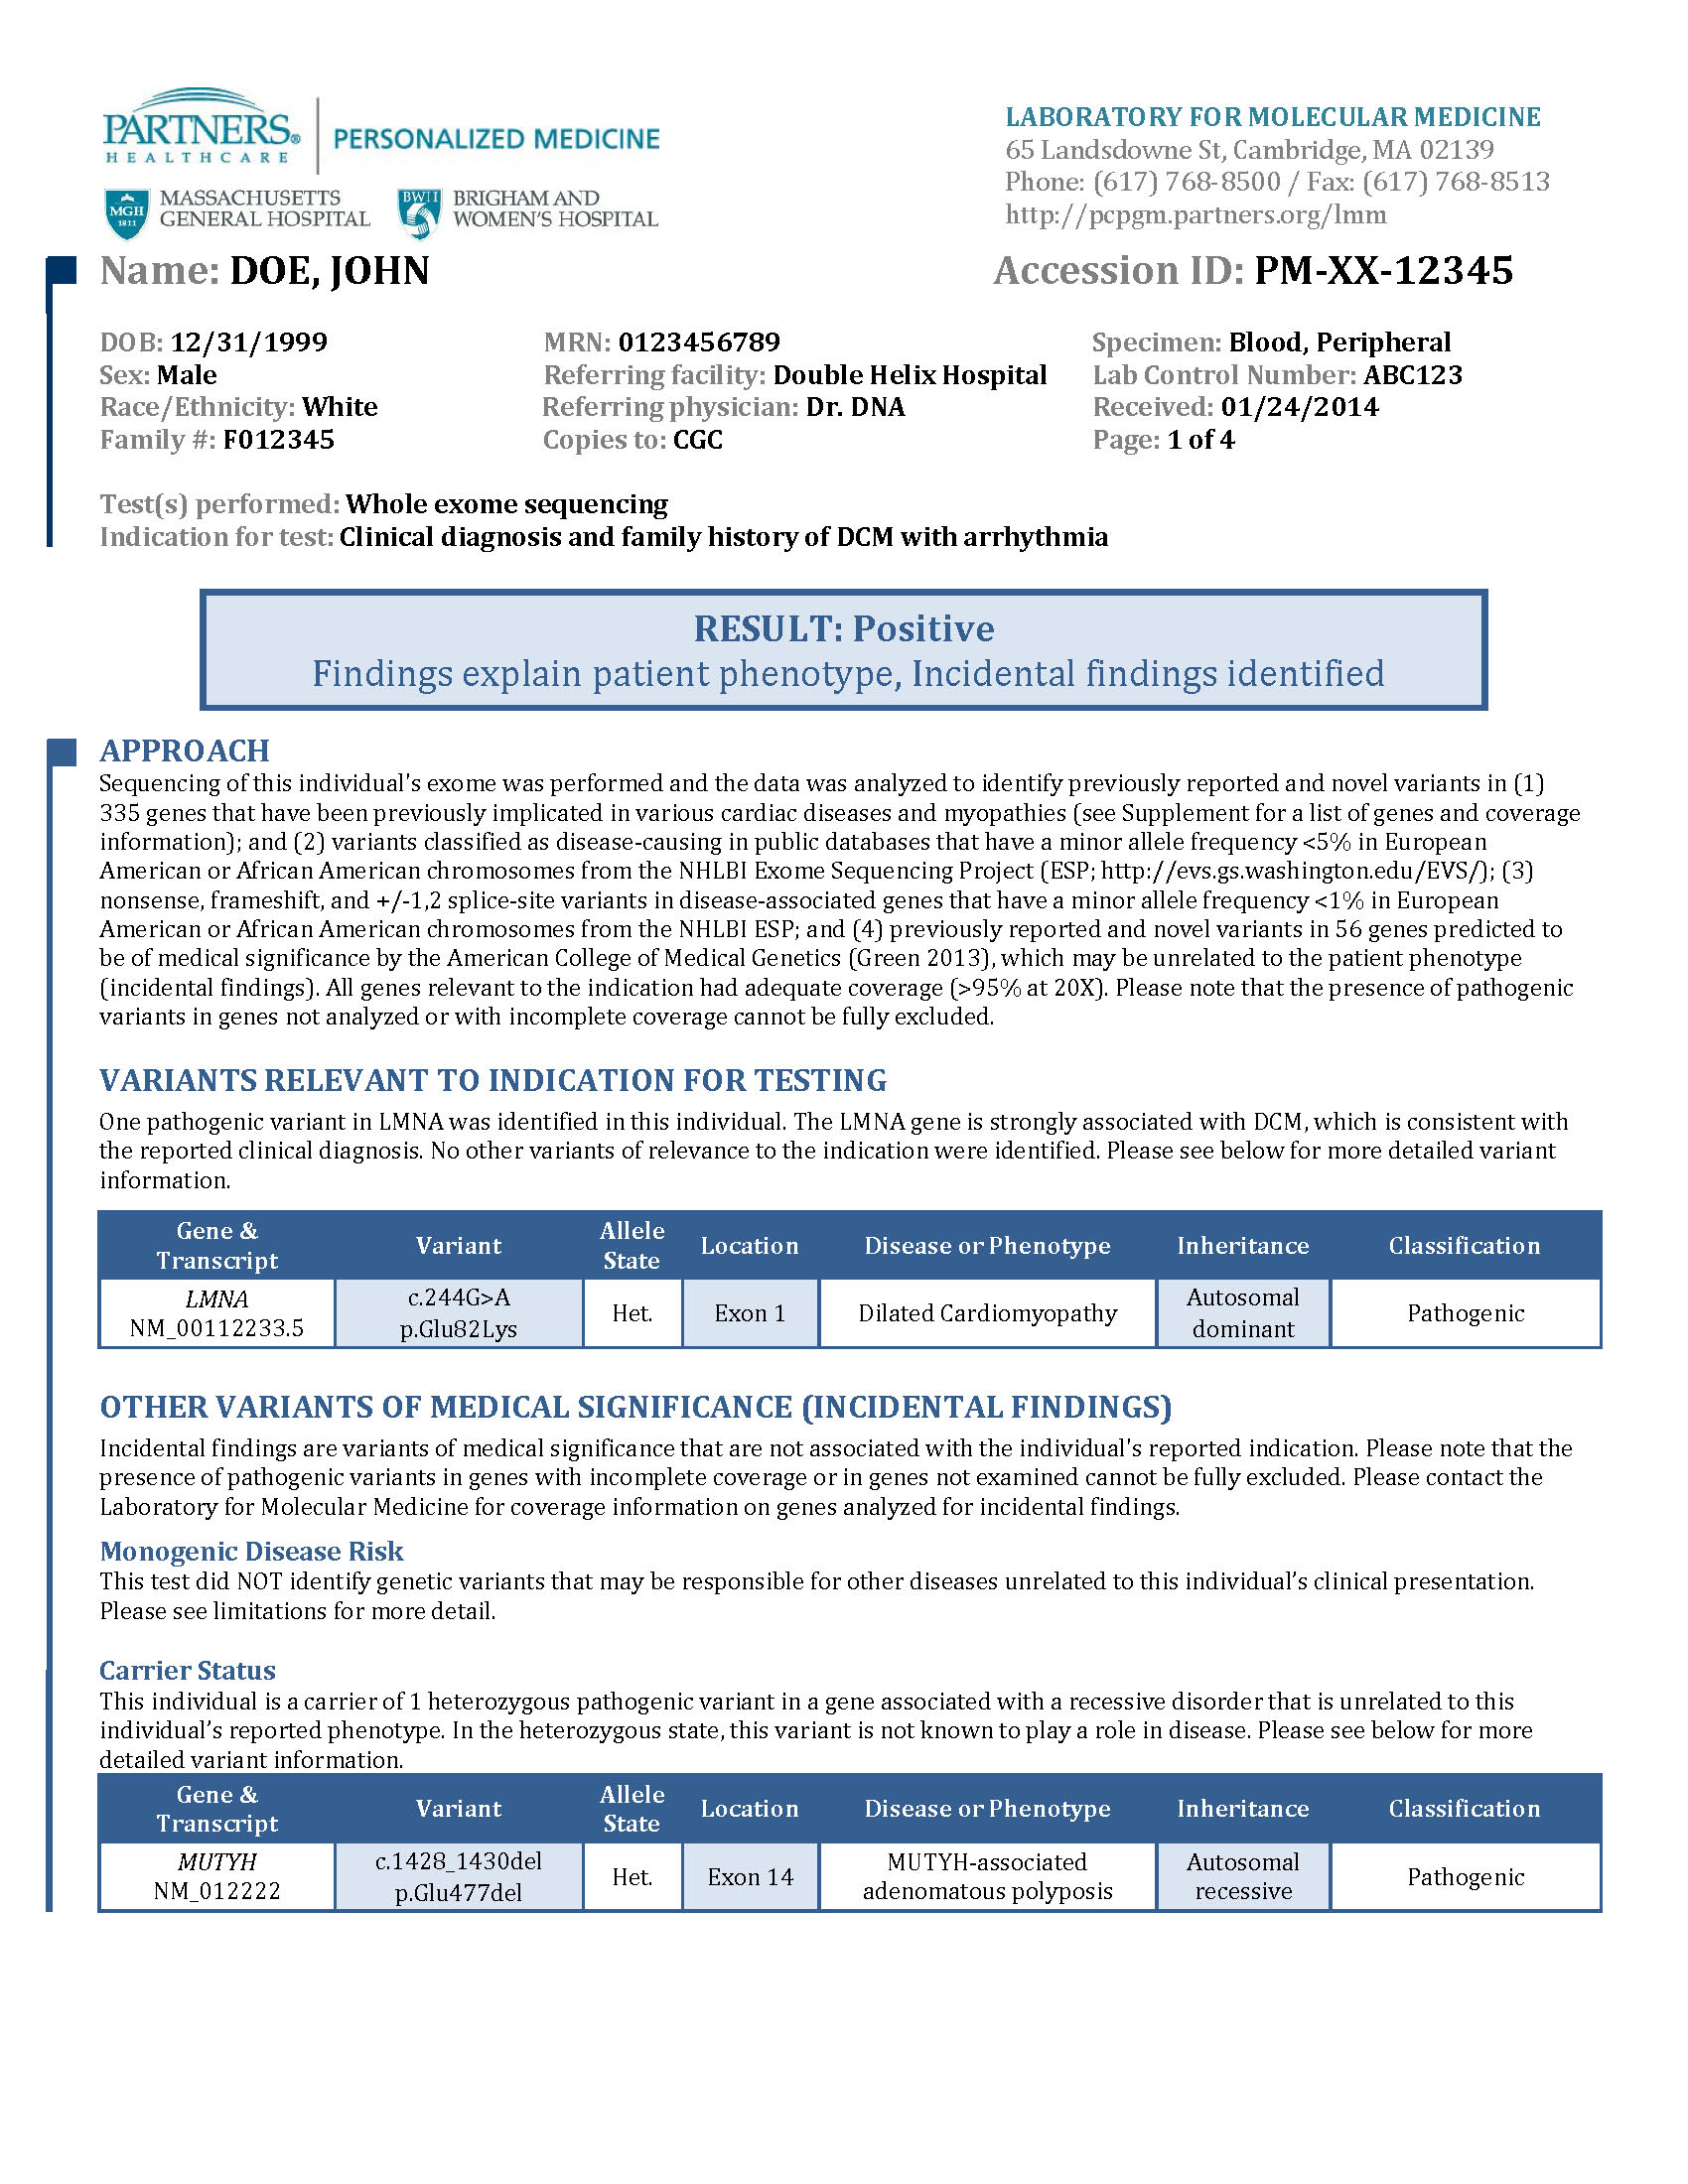 PARTNERS®
HEALTHCARE
PERSONALIZED MEDICINE
MGH
1811
MASSACHUSETTS
GENERAL HOSPITAL
BWH
BRIGHAM AND
WOMEN'S HOSPITAL
LABORATORY FOR MOLECULAR MEDICINE
65 Landsdowne St, Cambridge, MA 02139
Phone: (617) 768-8500 / Fax: (617) 768-8513
http://pcpgm.partners.org/lmm
Name: DOE, JOHN
Accession ID: PM-XX-12345
DOB: 12/31/1999
MRN: 0123456789
Specimen: Blood, Peripheral
Sex: Male
Referring facility: Double Helix Hospital
Lab Control Number: ABC123
Race/Ethnicity: White
Referring physician: Dr. DNA
Received: 01/24/2014
Family #: F012345
Copies to: CGC
Page: 1 of 4
Test(s) performed: Whole exome sequencing
Indication for test: Clinical diagnosis and family history of DCM with arrhythmia
RESULT: Positive
Findings explain patient phenotype, Incidental findings identified
APPROACH
Sequencing of this individual's exome was performed and the data was analyzed to identify previously reported and novel variants in (1)
335 genes that have been previously implicated in various cardiac diseases and myopathies (see Supplement for a list of genes and coverage
information); and (2) variants classified as disease-causing in public databases that have a minor allele frequency <5% in European
American or African American chromosomes from the NHLBI Exome Sequencing Project (ESP; http://evs.gs.washington.edu/EVS/); (3)
nonsense, frameshift, and +/-1,2 splice-site variants in disease-associated genes that have a minor allele frequency <1% in European
American or African American chromosomes from the NHLBI ESP; and (4) previously reported and novel variants in 56 genes predicted to
be of medical significance by the American College of Medical Genetics (Green 2013), which may be unrelated to the patient phenotype
(incidental findings). All genes relevant to the indication had adequate coverage (>95% at 20X). Please note that the presence of pathogenic
variants in genes not analyzed or with incomplete coverage cannot be fully excluded.
VARIANTS RELEVANT TO INDICATION FOR TESTING
One pathogenic variant in LMNA was identified in this individual. The LMNA gene is strongly associated with DCM, which is consistent with
the reported clinical diagnosis. No other variants of relevance to the indication were identified. Please see below for more detailed variant
information.
Gene &
Transcript
Variant
Allele
State
Location
Disease or Phenotype
Inheritance
Classification
LMNA
NM_00112233.5
c.244G>A
p.Glu82Lys
Het.
Exon 1
Dilated Cardiomyopathy
Autosomal
dominant
Pathogenic
OTHER VARIANTS OF MEDICAL SIGNIFICANCE (INCIDENTAL FINDINGS)
Incidental findings are variants of medical significance that are not associated with the individual's reported indication. Please note that the
presence of pathogenic variants in genes with incomplete coverage or in genes not examined cannot be fully excluded. Please contact the
Laboratory for Molecular Medicine for coverage information on genes analyzed for incidental findings.
Monogenic Disease Risk
This test did NOT identify genetic variants that may be responsible for other diseases unrelated to this individual's clinical presentation.
Please see limitations for more detail.
Carrier Status
This individual is a carrier of 1 heterozygous pathogenic variant in a gene associated with a recessive disorder that is unrelated to this
individual's reported phenotype. In the heterozygous state, this variant is not known to play a role in disease. Please see below for more
detailed variant information.
Gene &
Transcript
Variant
Allele
State
Location
Disease or Phenotype
Inheritance
Classification
MUTYH
NM_012222
c.1428_1430del
p.Glu477del
Het.
Exon 14
MUTYH-associated
adenomatous polyposis
Autosomal
recessive
Pathogenic